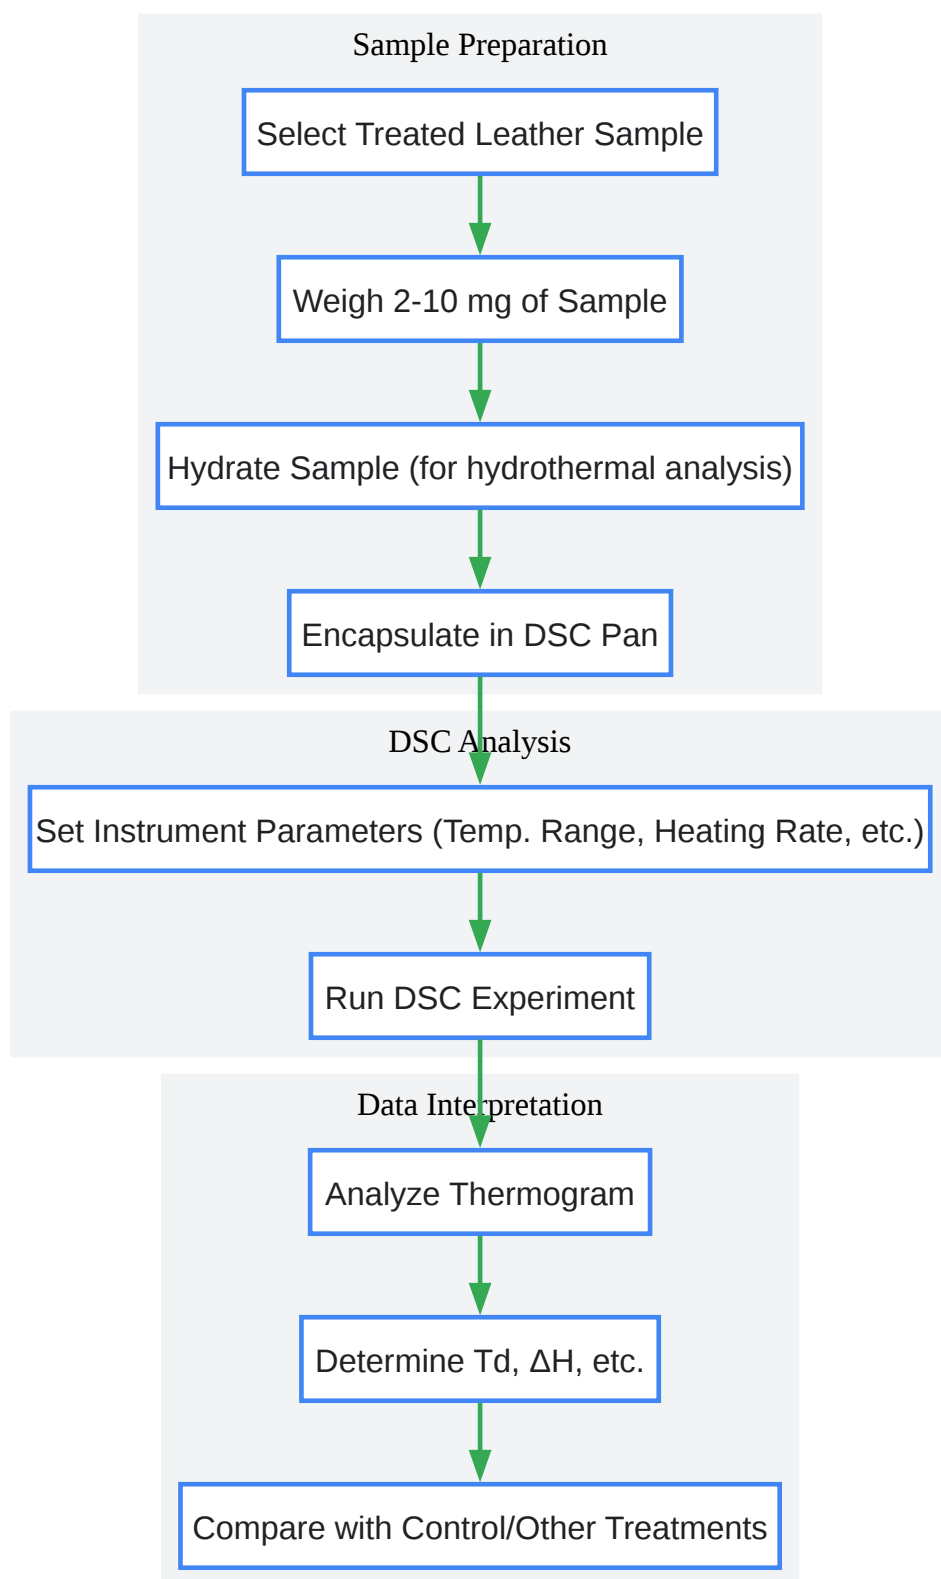 Sample Preparation
Select Treated Leather Sample
Weigh 2-10 mg of Sample
Hydrate Sample (for hydrothermal analysis)
Encapsulate in DSC Pan
DSC Analysis
Set Instrument Parameters (Temp. Range, Heating Rate, etc.)
Run DSC Experiment
Data Interpretation
Analyze Thermogram
Determine Td, ΔH, etc.
Compare with Control/Other Treatments